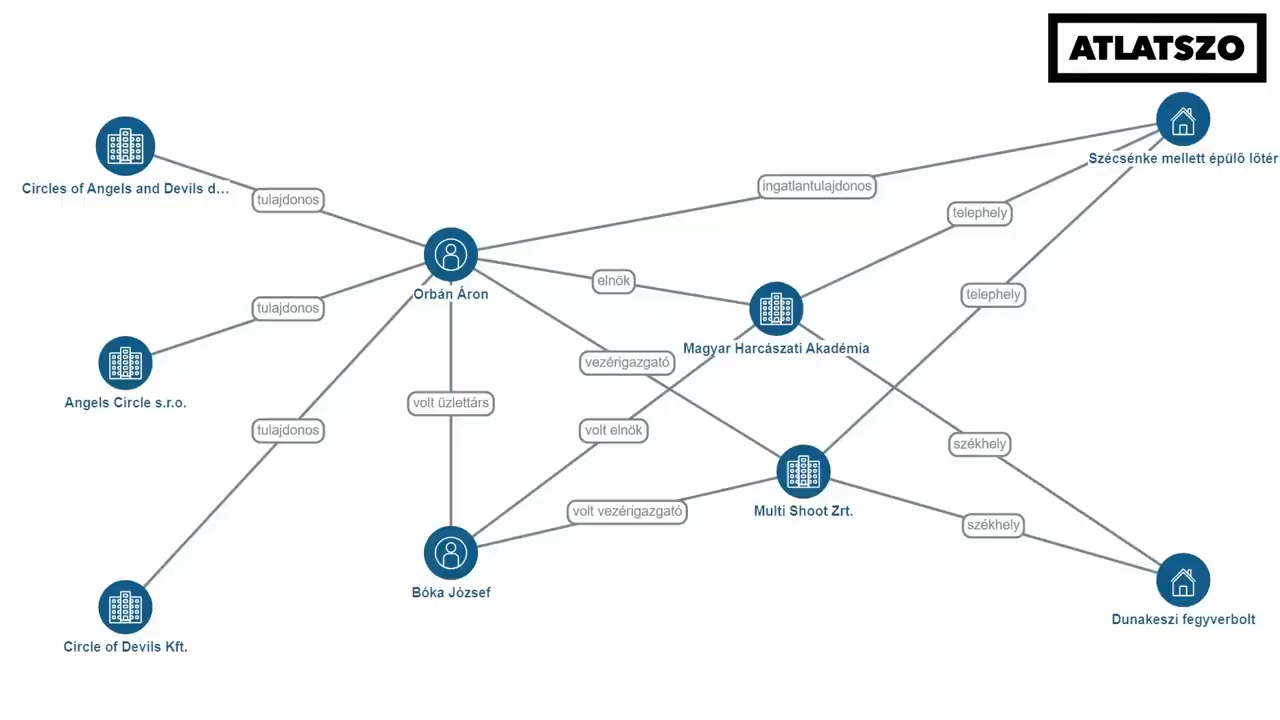 ATLATSZO
Szécsénke mellett épülő lőtér
Circles of Angels and Devils d...
ingatlantulajdonos
tulajdonos
telephely
elnök
Orbán Áron
telephely
tulajdonos
Magyar Harcászati Akadémia
vezérigazgató
Angels Circle s.r.o.
volt üzlettárs
tulajdonos
volt elnök
székhely
volt vezérigazgató
Multi Shoot Zrt.
székhely
Bóka József
Dunakeszi fegyverbolt
Circle of Devils Kft.